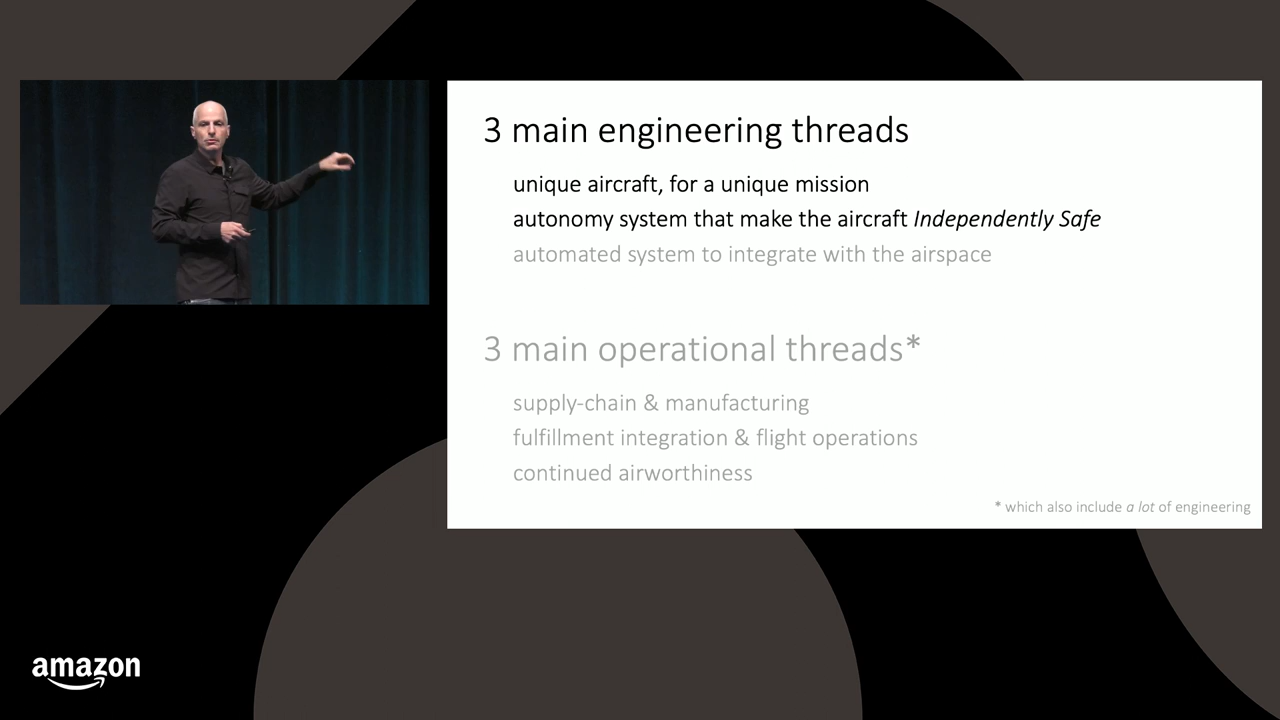 3 main engineering threads
unique aircraft, for a unique mission
autonomy system that make the aircraft Independently Safe
automated system to integrate with the airspace
3 main operational threads*
supply-chain & manufacturing
fulfillment integration & flight operations
continued airworthiness
* which also include a lot of engineering
amazon